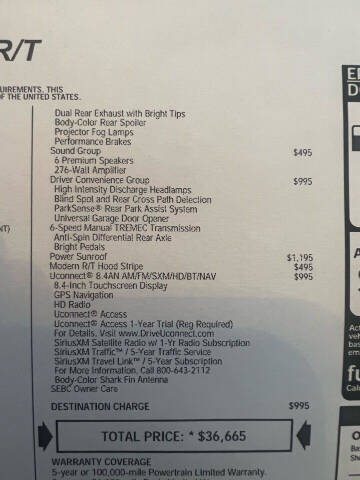 R/T
UIREMENTS. THIS
OF THE UNITED STATES.
Dual Rear Exhaust with Bright Tips
Body-Color Rear Spoiler
Projector Fog Lamps
Performance Brakes
Sound Group $495
6 Premium Speakers
276-Watt Amplifier
Driver Convenience Group $995
High Intensity Discharge Headlamps
Blind Spot and Rear Cross Path Detection
ParkSense® Rear Park Assist System
Universal Garage Door Opener
NT) 6-Speed Manual TREMEC Transmission
Anti-Spin Differential Rear Axle
Bright Pedals
Power Sunroof $1,195
Modern R/T Hood Stripe $495
Uconnect® 8.4AN AM/FM/SXM/HD/BT/NAV $995
8.4-Inch Touchscreen Display
GPS Navigation
HD Radio
Uconnect® Access
Uconnect® Access 1-Year Trial (Reg Required)
For Details, Visit www.DriveUconnect.com
SiriusXM Satellite Radio w/ 1-Yr Radio Subscription
SiriusXM Traffic™ / 5-Year Traffic Service
SiriusXM Travel Link™ / 5-Year Subscription
For More Information, Call 800-643-2112
Body-Color Shark Fin Antenna
SEBC Owner Care
DESTINATION CHARGE $995
TOTAL PRICE: * $36,665
WARRANTY COVERAGE
5-year or 100,000-mile Powertrain Limited Warranty.